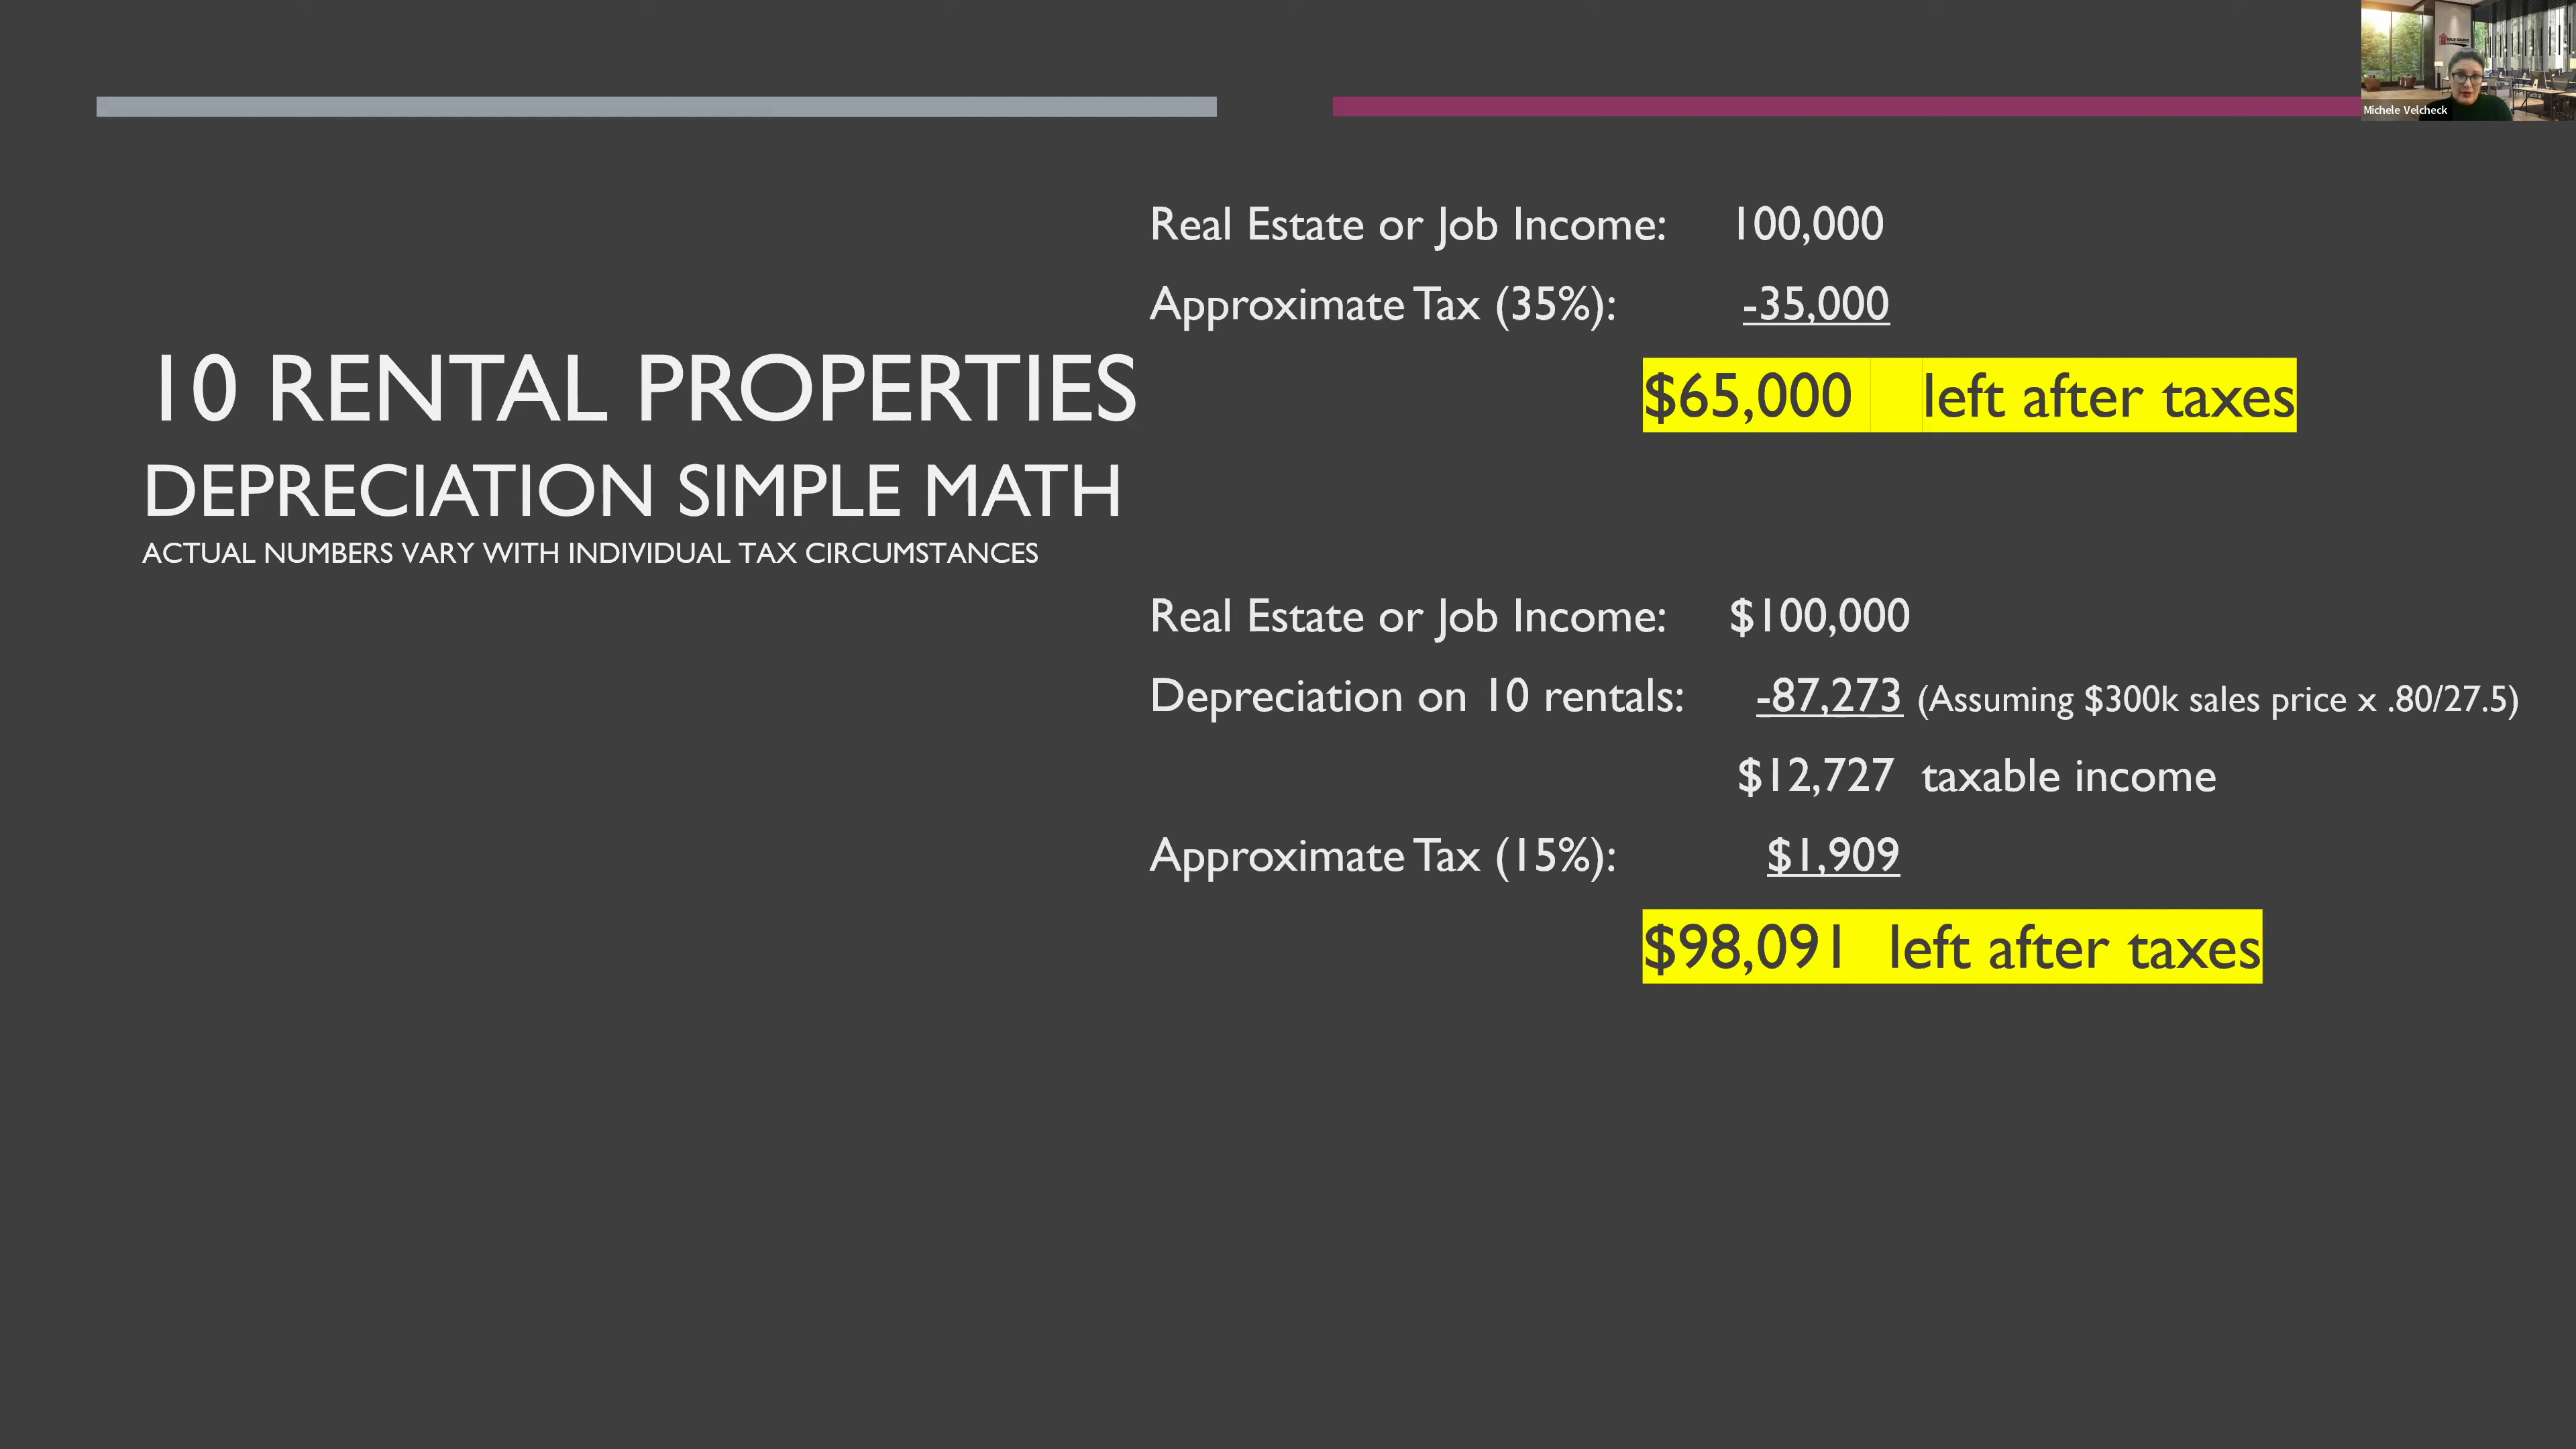 Michele Velcheck
10 RENTAL PROPERTIES
DEPRECIATION SIMPLE MATH
ACTUAL NUMBERS VARY WITH INDIVIDUAL TAX CIRCUMSTANCES
Real Estate or Job Income: 100,000
Approximate Tax (35%): -35,000
$65,000 left after taxes
Real Estate or Job Income: $100,000
Depreciation on 10 rentals: -87,273 (Assuming $300k sales price x .80/27.5)
$12,727 taxable income
Approximate Tax (15%): $1,909
$98,091 left after taxes